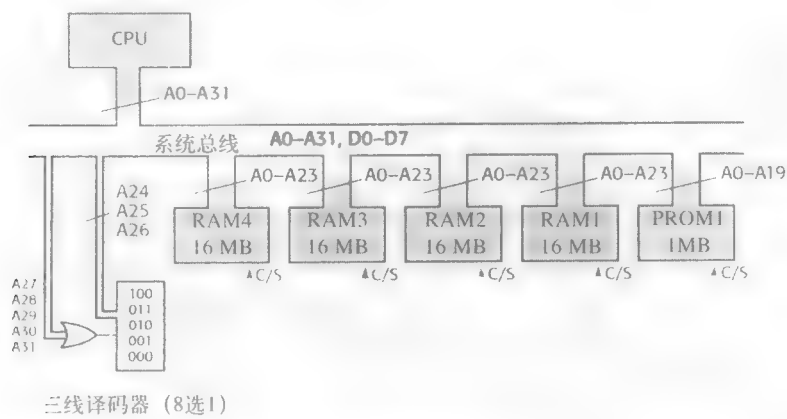 CPU
A0-A31
系统总线 A0-A31, D0-D7
A24
A25
A26
A0-A23
A0-A23
A0-A23
A0-A23
A0-A19
RAM4
16 MB
RAM3
16 MB
RAM2
16 MB
RAM1
16 MB
PROM1
1MB
C/S
C/S
C/S
C/S
C/S
A27
A28
A29
A30
A31
100
011
010
001
000
三线译码器 (8选1)